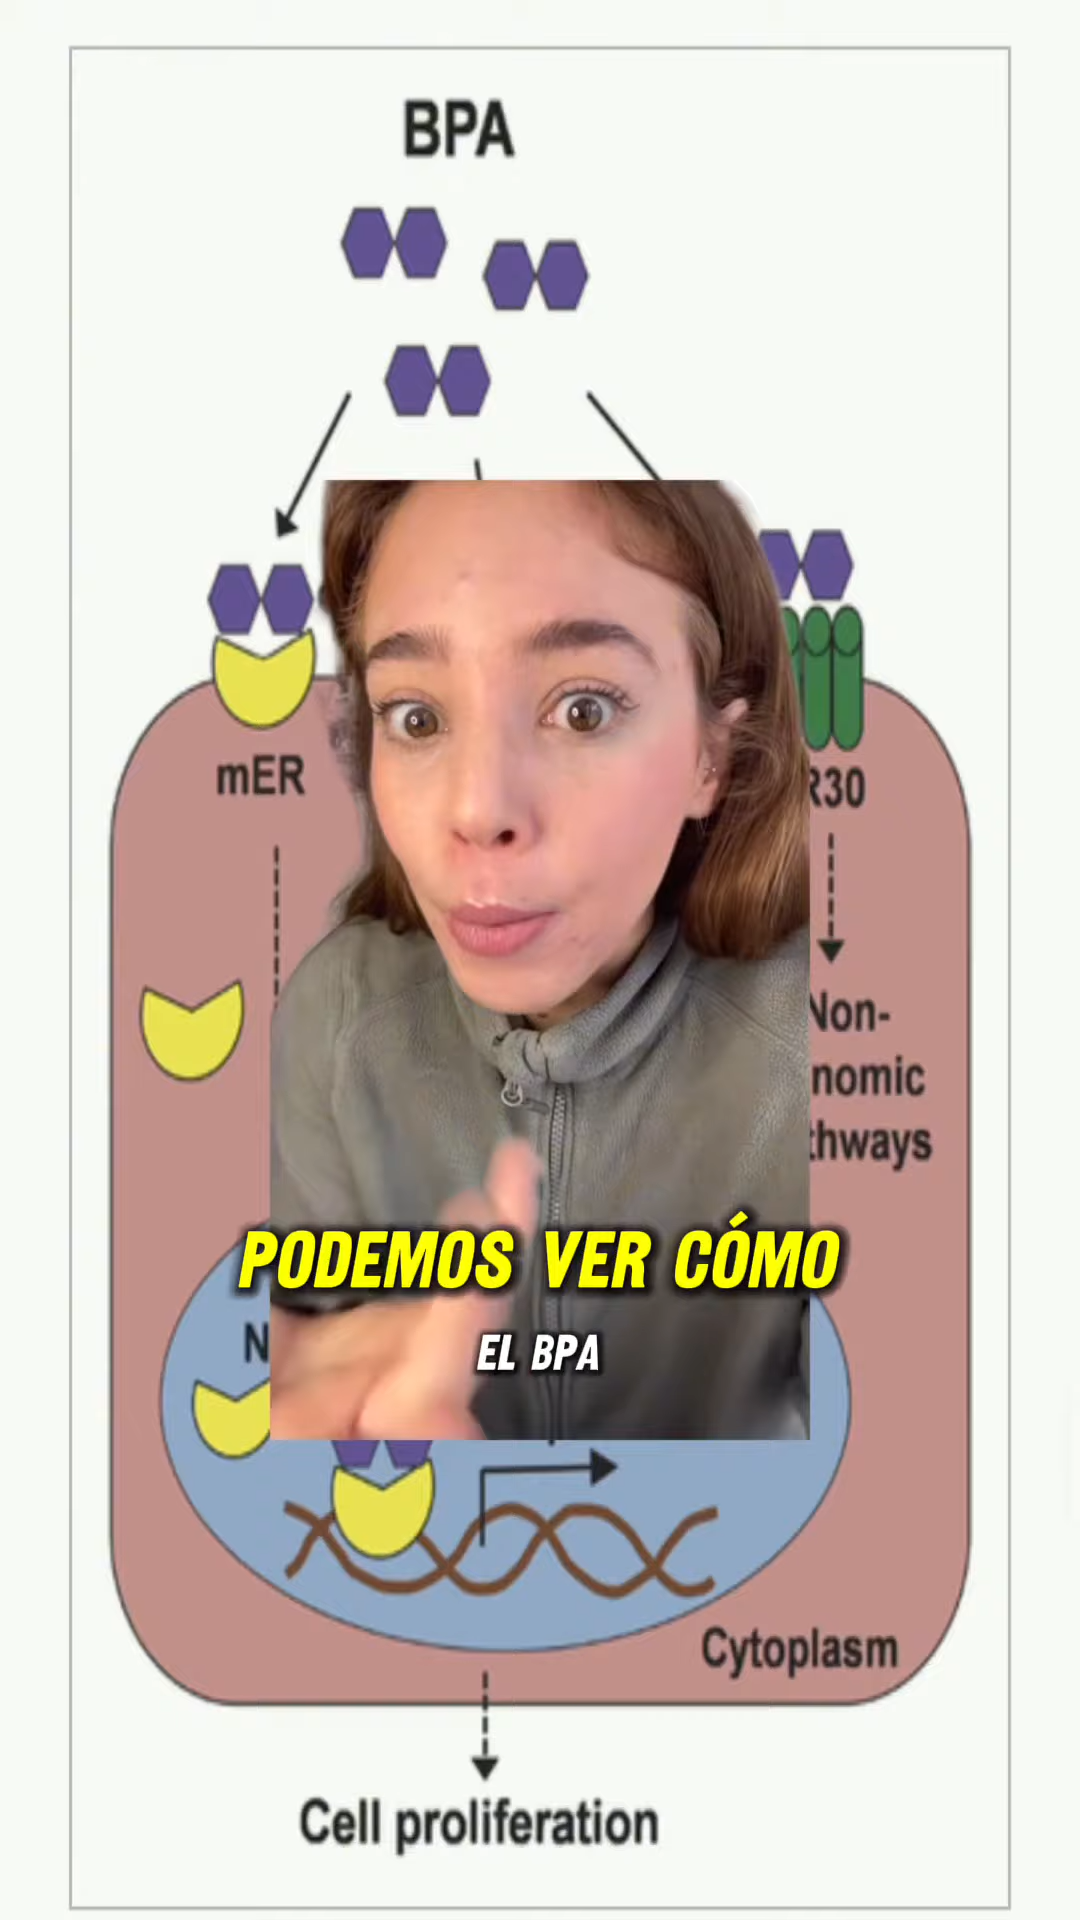 BPA
mER
R30
Non-
nomic
thways
PODEMOS VER CÓMO
EL BPA
N
Cytoplasm
Cell proliferation